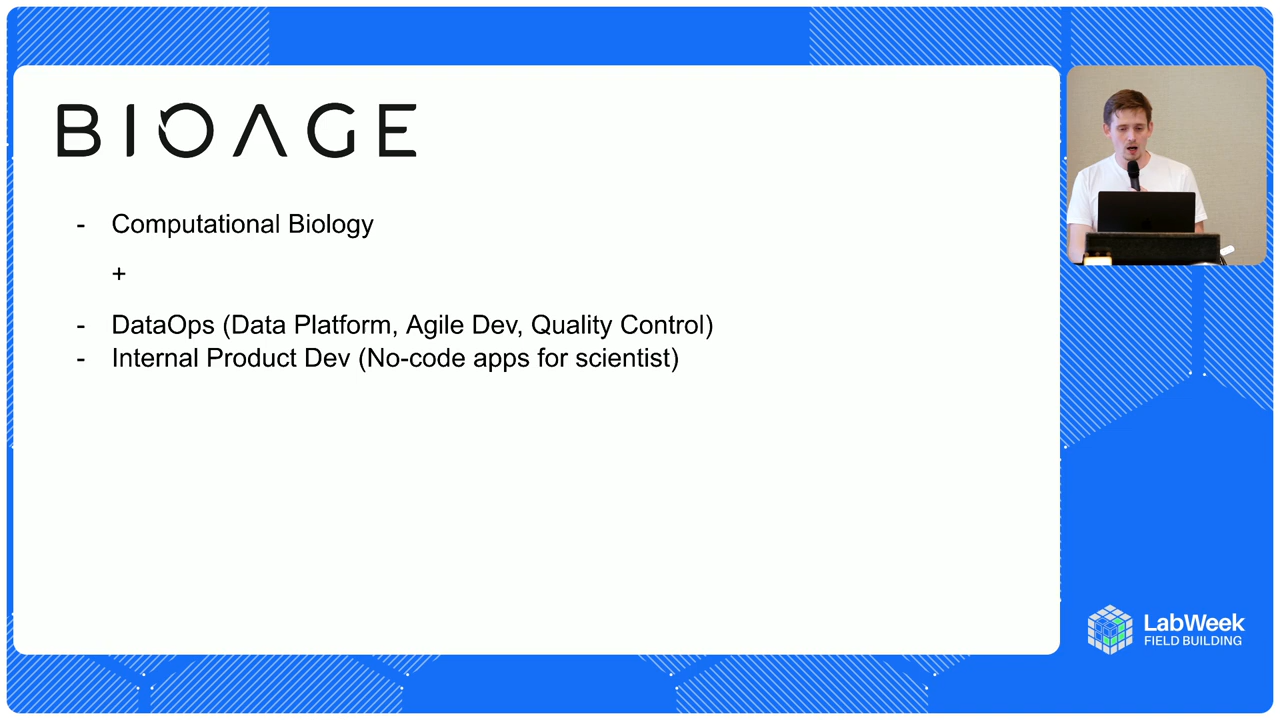 BIOAGE
- Computational Biology
+
- DataOps (Data Platform, Agile Dev, Quality Control)
- Internal Product Dev (No-code apps for scientist)
LabWeek
FIELD BUILDING